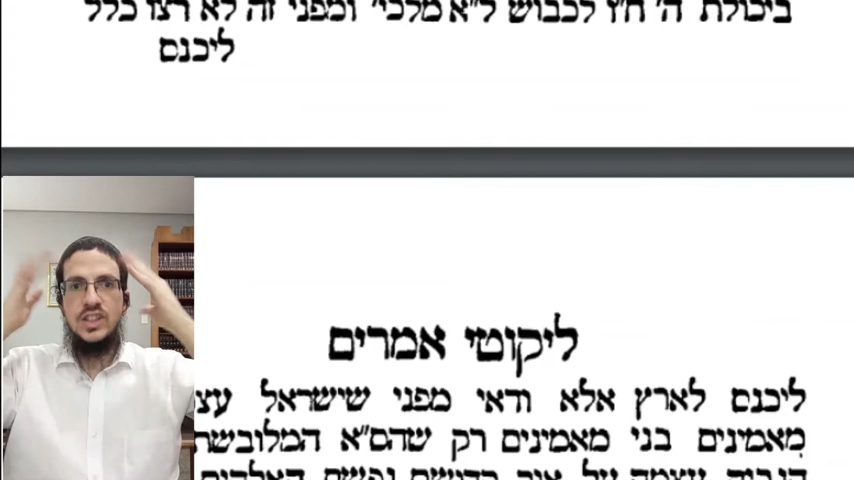 ביכולת ה' ח"ו לכבוש ל"א מלכי' ומפני זה לא רצו כלל
ליכנס
ליקוטי אמרים
ליכנס לארץ אלא ודאי מפני שישראל עצ
מאמינים בני מאמינים רק שהס"א המלובשת